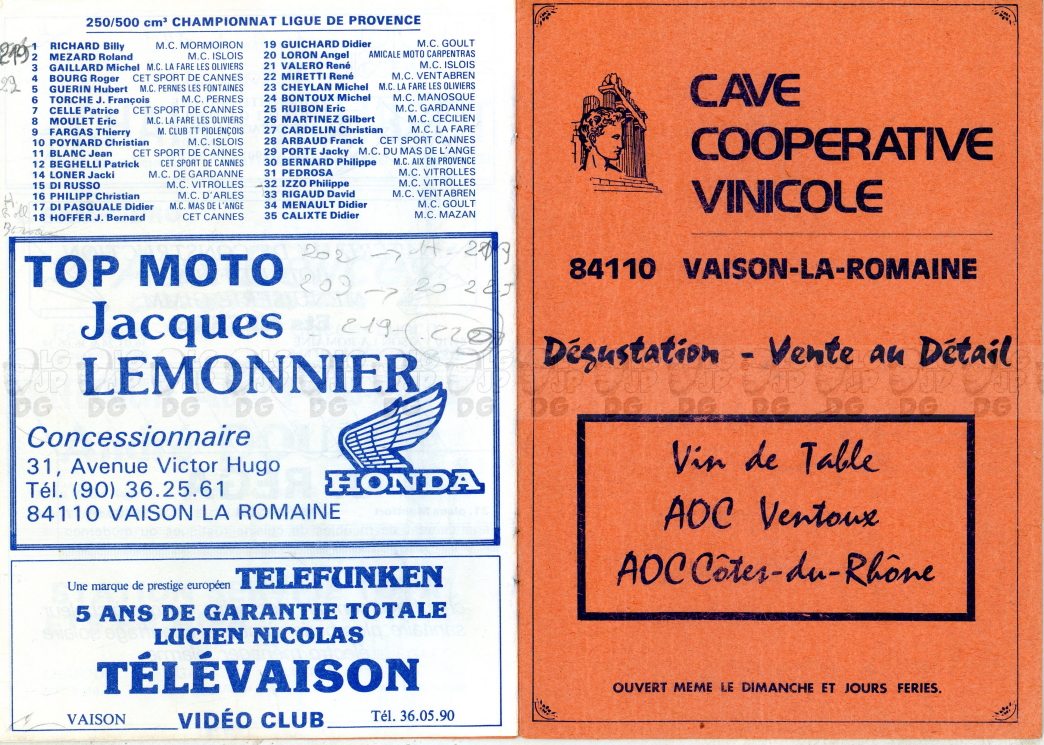 250/500 cm³ CHAMPIONNAT LIGUE DE PROVENCE
1 RICHARD Billy M.C. MORMOIRON
2 MEZARD Roland M.C. ISLOIS
3 GAILLARD Michel M.C. LA FARE LES OLIVIERS
4 BOURG Roger CET SPORT DE CANNES
5 GUERIN Hubert M.C. PERNES LES FONTAINES
6 TORCHE J. François M.C. PERNES
7 CELLE Patrice CET SPORT DE CANNES
8 MOULET Eric M.C. LA FARE LES OLIVIERS
9 FARGAS Thierry M. CLUB TT PIOLENÇOIS
10 POYNARD Christian M.C. ISLOIS
11 BLANC Jean CET SPORT DE CANNES
12 BEGHELLI Patrick CET SPORT DE CANNES
14 LONER Jacki M.C. DE GARDANNE
15 DI RUSSO M.C. VITROLLES
16 PHILIPP Christian M.C. D'ARLES
17 DI PASQUALE Didier M.C. MAS DE L'ANGE
18 HOFFER J. Bernard CET CANNES
19 GUICHARD Didier M.C. GOULT
20 LORON Angel AMICALE MOTO CARPENTRAS
21 VALERO René M.C. ISLOIS
22 MIRETTI René M.C. VENTABREN
23 CHEYLAN Michel M.C. LA FARE LES OLIVIERS
24 BONTOUX Michel M.C. MANOSQUE
25 RUIBON Eric M.C. GARDANNE
26 MARTINEZ Gilbert M.C. CECILIEN
27 CARDELIN Christian M.C. LA FARE
28 ARBAUD Franck CET SPORT CANNES
29 PORTE Jacky M.C. DU MAS DE L'ANGE
30 BERNARD Philippe M.C. AIX EN PROVENCE
31 PEDROSA M.C. VITROLLES
32 IZZO Philippe M.C. VITROLLES
33 RIGAUD David M.C. VENTABREN
34 MENAULT Didier M.C. GOULT
35 CALIXTE Didier M.C. MAZAN
TOP MOTO
Jacques
LEMONNIER
Concessionnaire
31, Avenue Victor Hugo
Tél. (90) 36.25.61
84110 VAISON LA ROMAINE
HONDA
Une marque de prestige européen TELEFUNKEN
5 ANS DE GARANTIE TOTALE
LUCIEN NICOLAS
TÉLÉVAISON
VAISON VIDÉO CLUB Tél. 36.05.90
CAVE
COOPERATIVE
VINICOLE
84110 VAISON-LA-ROMAINE
Dégustation - Vente au Détail
Vin de Table
AOC Ventoux
AOC Côtes-du-Rhône
OUVERT MEME LE DIMANCHE ET JOURS FERIES.